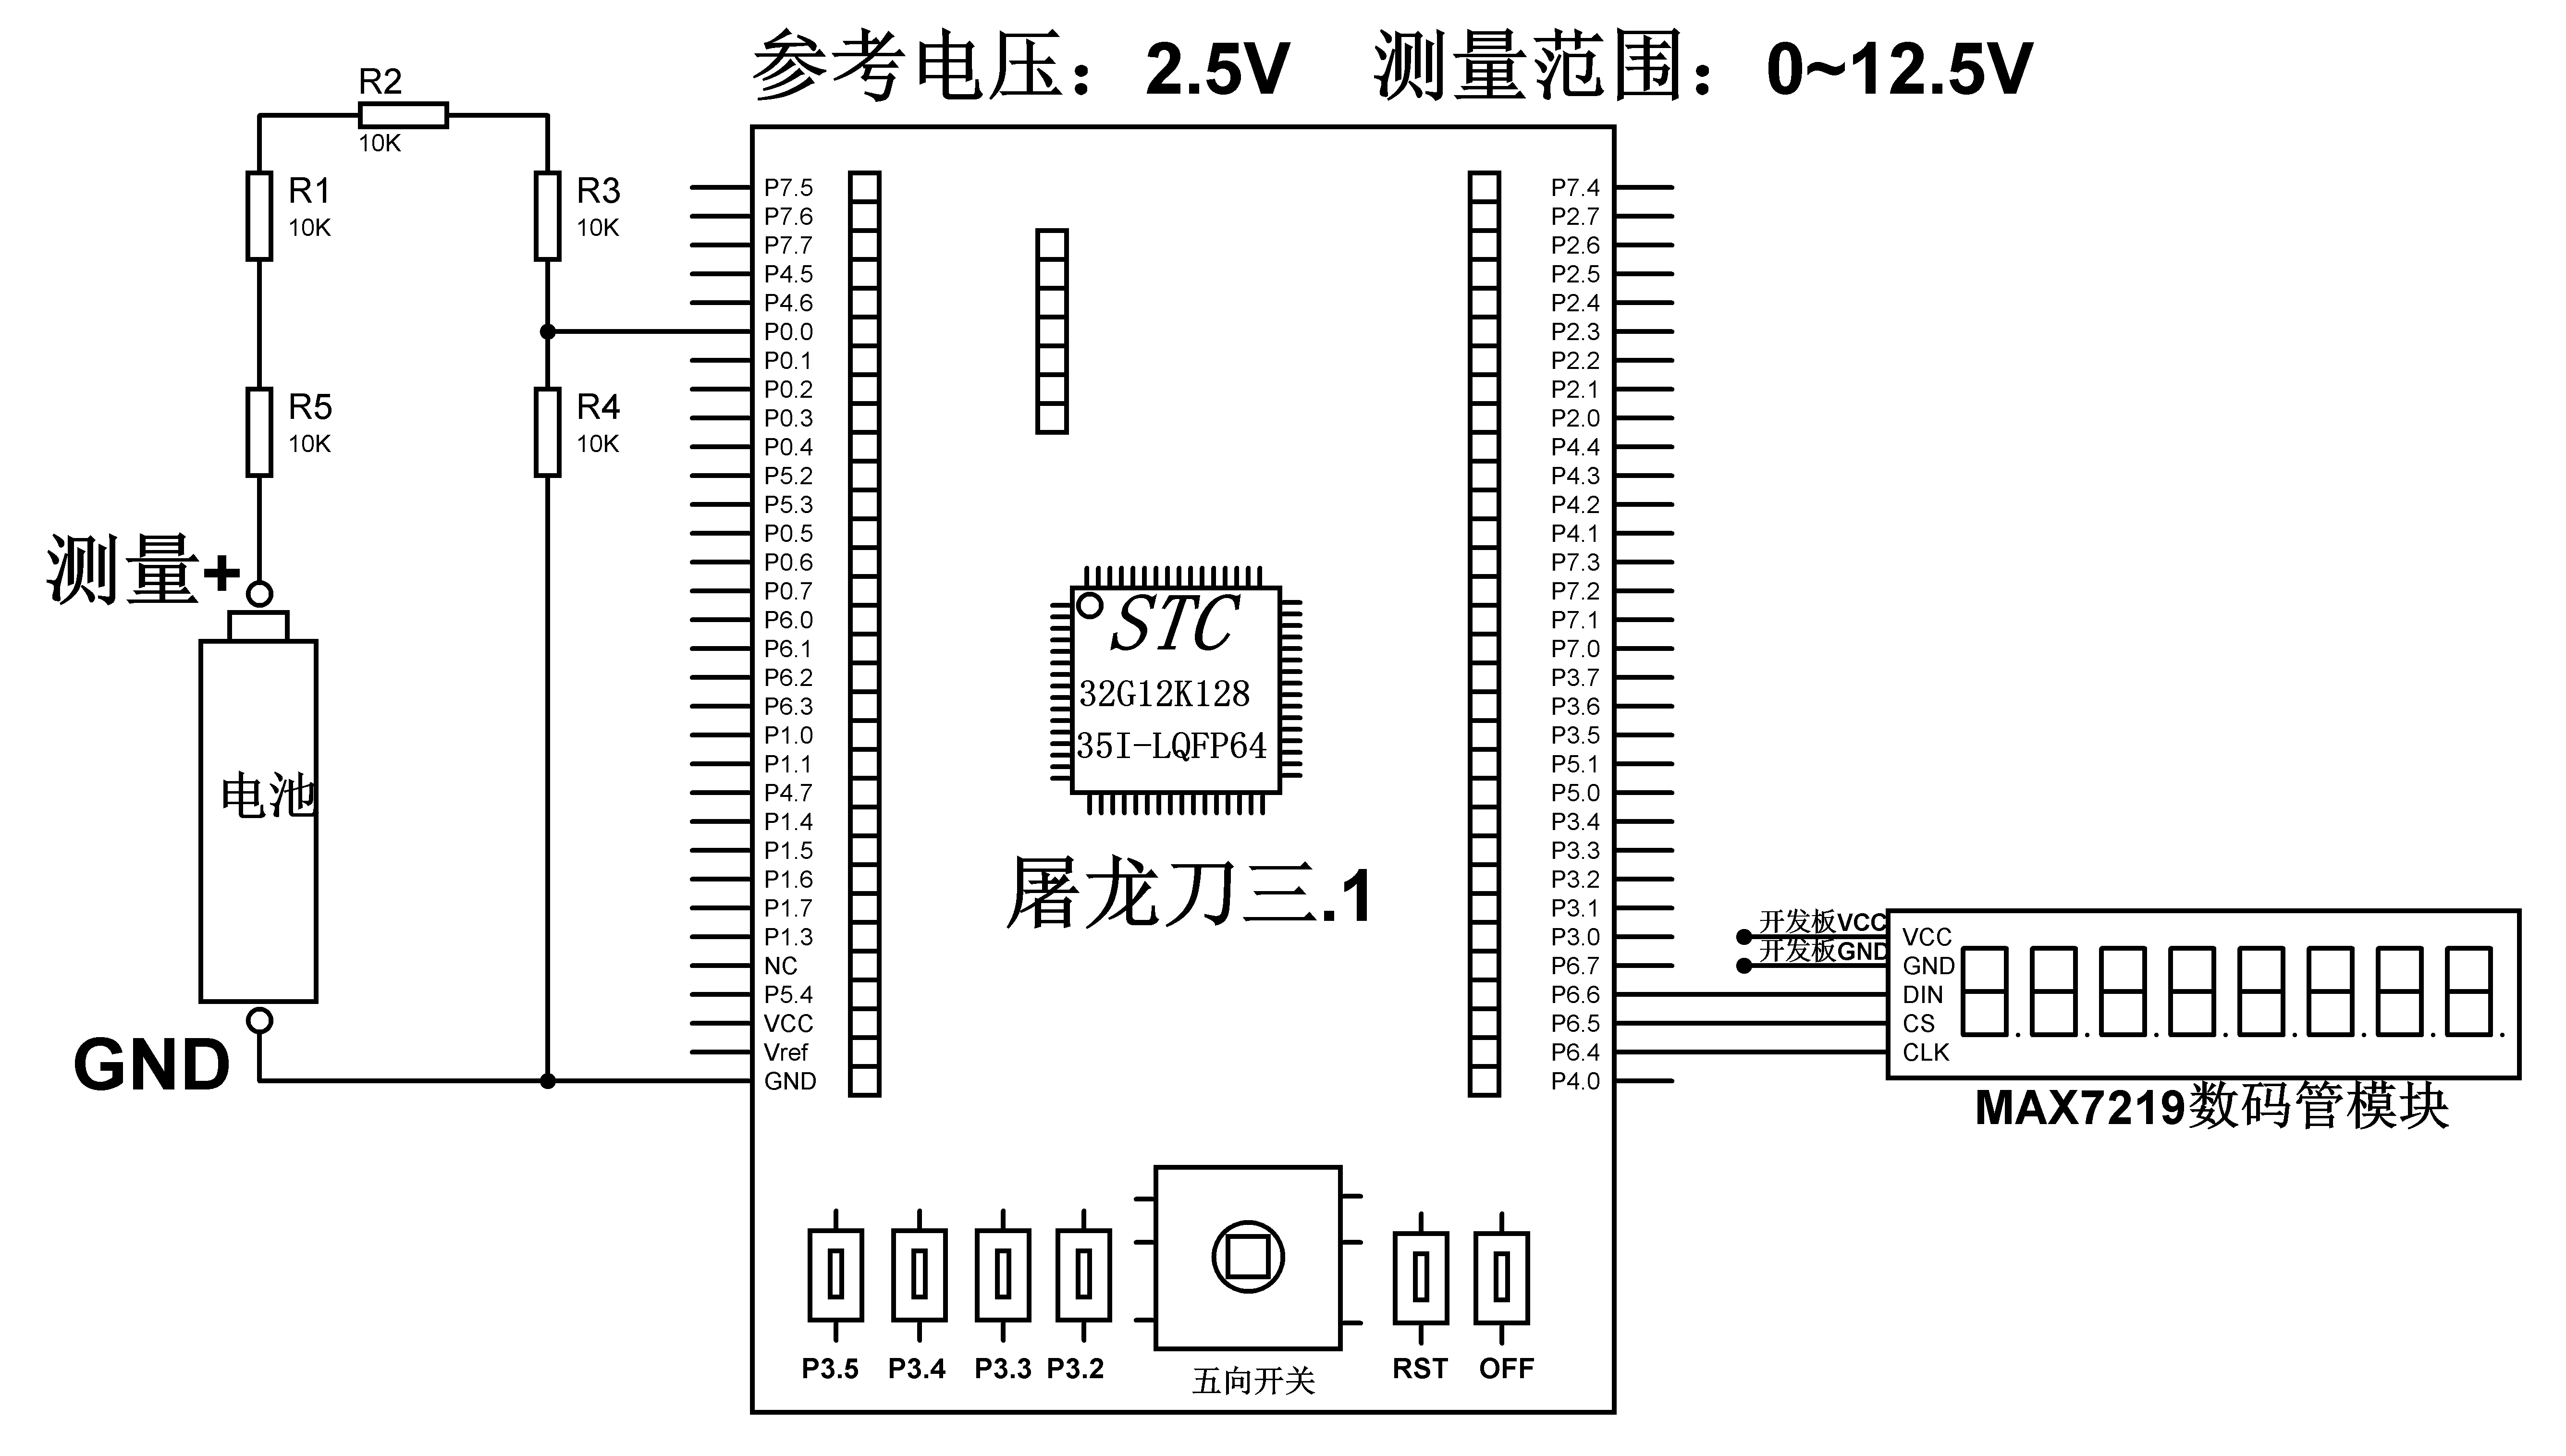 参考电压：2.5V 测量范围：0~12.5V
R2
10K
R1
10K
R3
10K
R5
10K
R4
10K
测量+
电池
GND
P7.5
P7.6
P7.7
P4.5
P4.6
P0.0
P0.1
P0.2
P0.3
P0.4
P5.2
P5.3
P0.5
P0.6
P0.7
P6.0
P6.1
P6.2
P6.3
P1.0
P1.1
P4.7
P1.4
P1.5
P1.6
P1.7
P1.3
NC
P5.4
VCC
Vref
GND
STC
32G12K128
35I-LQFP64
屠龙刀三.1
P7.4
P2.7
P2.6
P2.5
P2.4
P2.3
P2.2
P2.1
P2.0
P4.4
P4.3
P4.2
P4.1
P7.3
P7.2
P7.1
P7.0
P3.7
P3.6
P3.5
P5.1
P5.0
P3.4
P3.3
P3.2
P3.1
P3.0
P6.7
P6.6
P6.5
P6.4
P4.0
开发板VCC
开发板GND
VCC
GND
DIN
CS
CLK
8.8.8.8.8.8.8.8.
MAX7219数码管模块
P3.5 P3.4 P3.3 P3.2
五向开关
RST OFF